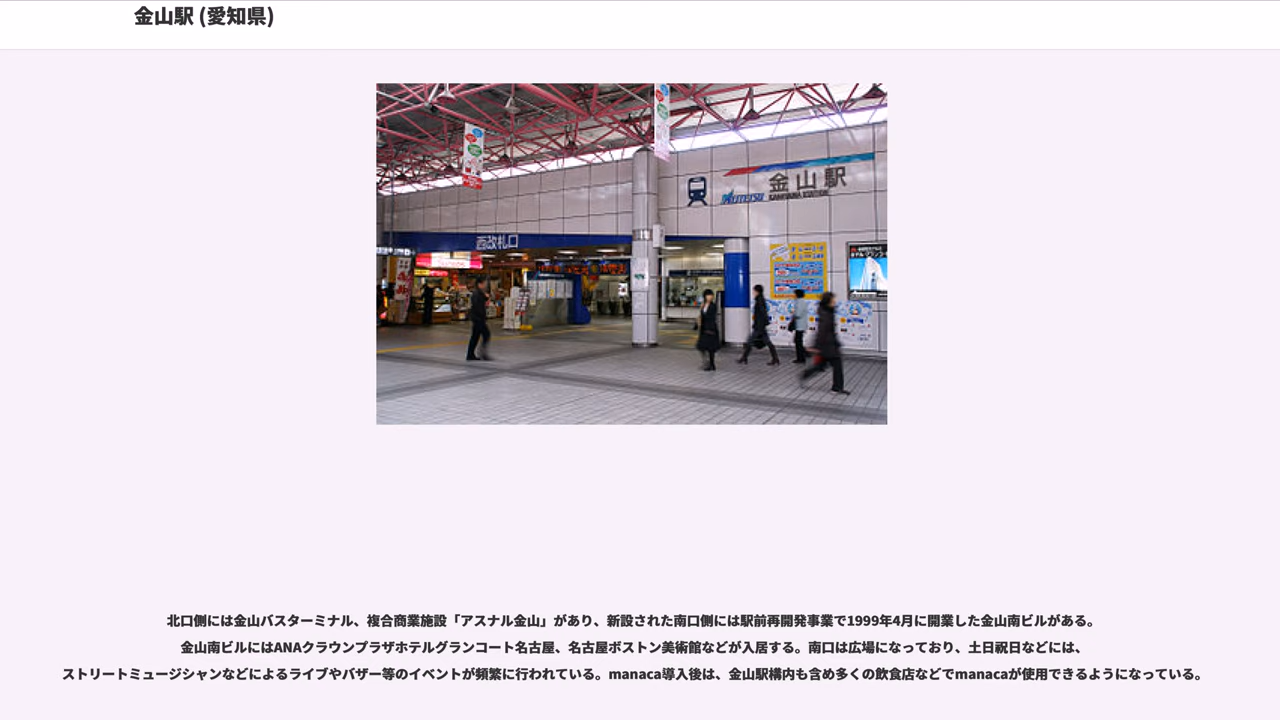 金山駅 (愛知県)
金山駅
MEITETSU KANAYAMA STATION
西改札口
北口側には金山バスターミナル、複合商業施設「アスナル金山」があり、新設された南口側には駅前再開発事業で1999年4月に開業した金山南ビルがある。
金山南ビルにはANAクラウンプラザホテルグランコート名古屋、名古屋ボストン美術館などが入居する。南口は広場になっており、土日祝日などには、
ストリートミュージシャンなどによるライブやバザー等のイベントが頻繁に行われている。manaca導入後は、金山駅構内も含め多くの飲食店などでmanacaが使用できるようになっている。